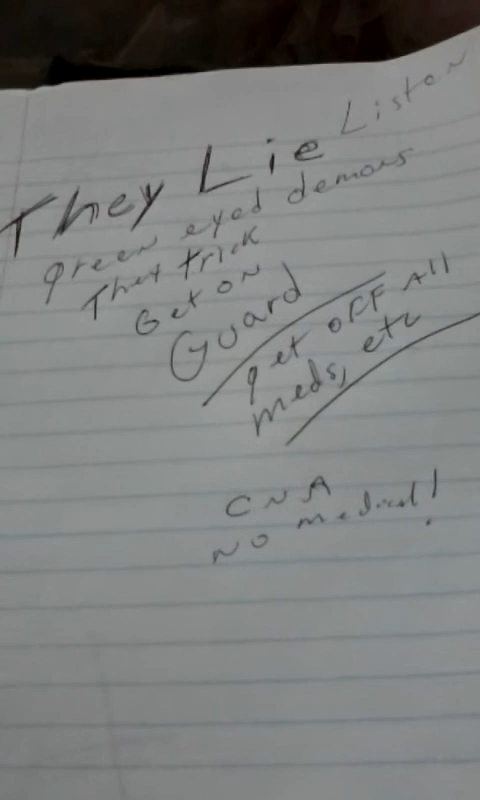 They Lie Listen
green eyed demons
That trick
Get on
Guard
get OFF All
meds, etc
CNA
NO medical!